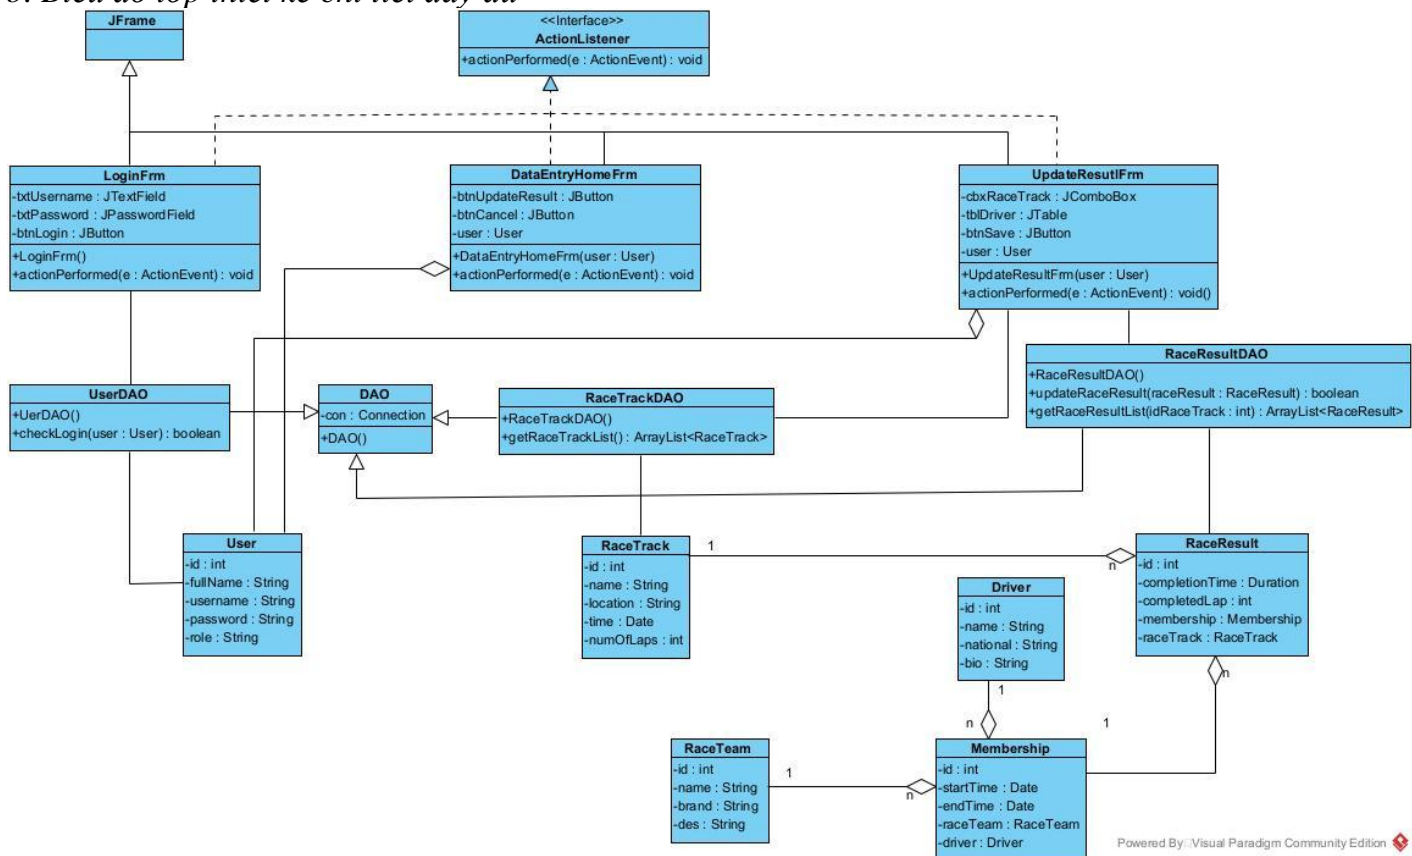 JFrame
<<Interface>>
ActionListener
+actionPerformed(e : ActionEvent) : void
LoginFrm
-txtUsername : JTextField
-txtPassword : JPasswordField
-btnLogin : JButton
+LoginFrm()
+actionPerformed(e : ActionEvent) : void
DataEntryHomeFrm
-btnUpdateResult : JButton
-btnCancel : JButton
-user : User
+DataEntryHomeFrm(user : User)
+actionPerformed(e : ActionEvent) : void
UpdateResutlFrm
-cbxRaceTrack : JComboBox
-tblDriver : JTable
-btnSave : JButton
-user : User
+UpdateResultFrm(user : User)
+actionPerformed(e : ActionEvent) : void()
UserDAO
+UerDAO()
+checkLogin(user : User) : boolean
DAO
-con : Connection
+DAO()
RaceTrackDAO
+RaceTrackDAO()
+getRaceTrackList() : ArrayList<RaceTrack>
RaceResultDAO
+RaceResultDAO()
+updateRaceResult(raceResult : RaceResult) : boolean
+getRaceResultList(idRaceTrack : int) : ArrayList<RaceResult>
User
-id : int
-fullName : String
-username : String
-password : String
-role : String
RaceTrack
-id : int
-name : String
-location : String
-time : Date
-numOfLaps : int
1
n
RaceResult
-id : int
-completionTime : Duration
-completedLap : int
-membership : Membership
-raceTrack : RaceTrack
Driver
-id : int
-name : String
-national : String
-bio : String
1
n
1
n
RaceTeam
-id : int
-name : String
-brand : String
-des : String
1
n
Membership
-id : int
-startTime : Date
-endTime : Date
-raceTeam : RaceTeam
-driver : Driver
Powered By Visual Paradigm Community Edition